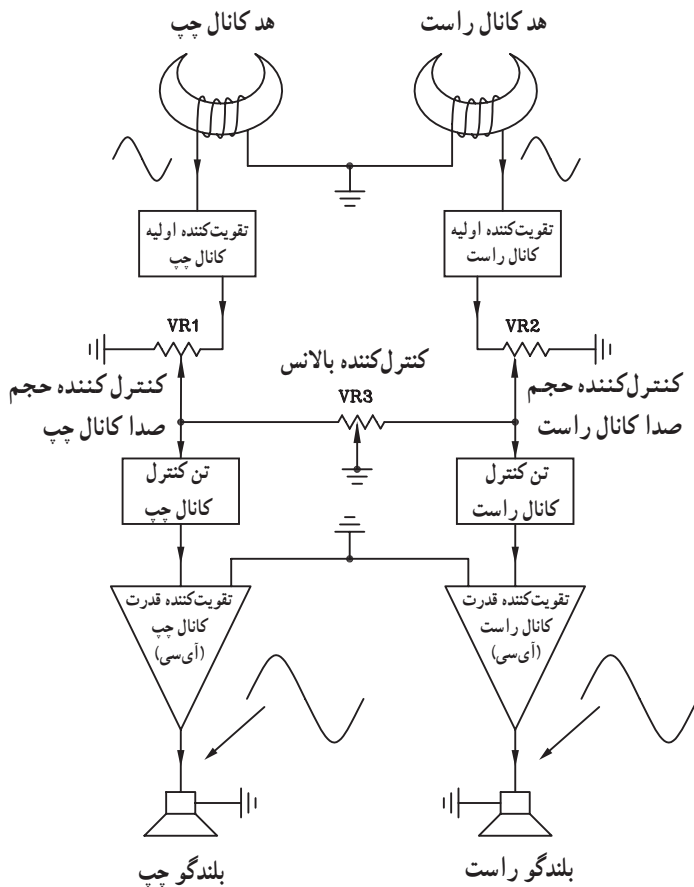 هد کانال راست
هد کانال چپ
تقویت‌کننده اولیه
کانال راست
تقویت‌کننده اولیه
کانال چپ
VR2
VR1
کنترل‌کننده بالانس
VR3
کنترل‌کننده حجم
صدا کانال راست
کنترل کننده حجم
صدا کانال چپ
تن کنترل
کانال راست
تن کنترل
کانال چپ
تقویت‌کننده قدرت
کانال راست
(آی‌سی)
تقویت‌کننده قدرت
کانال چپ
(آی‌سی)
بلندگو راست
بلندگو چپ